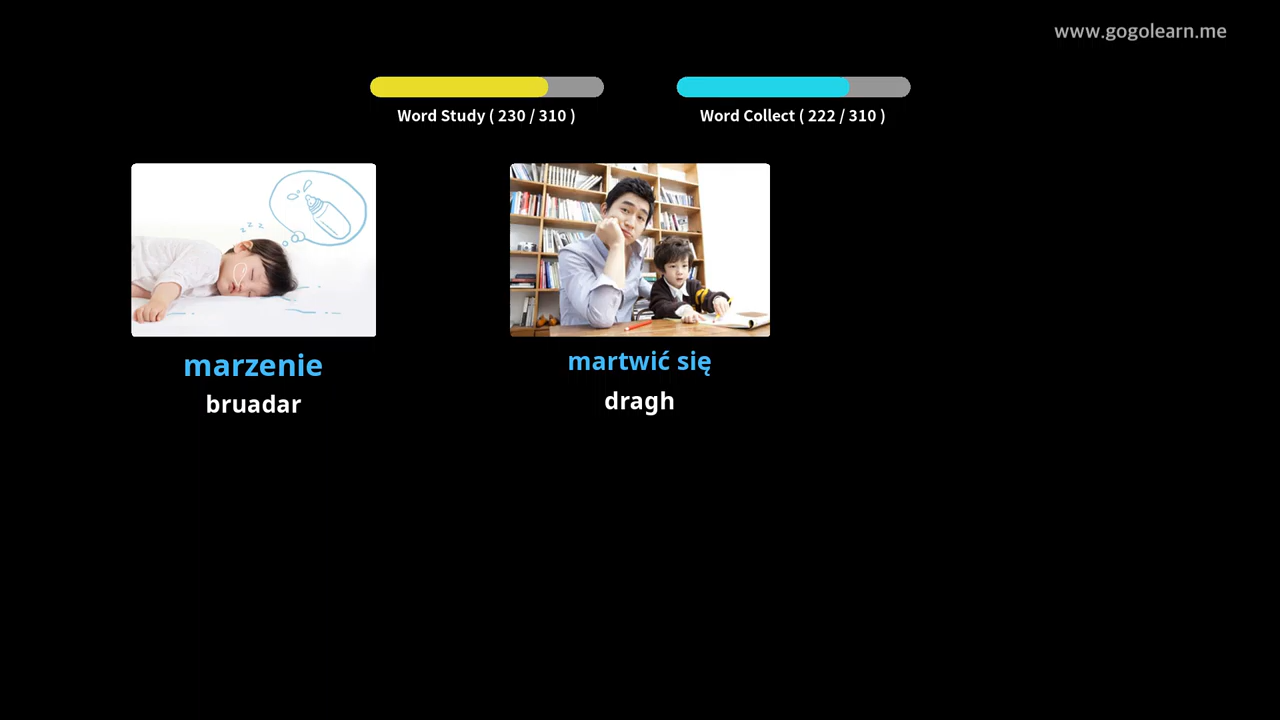 www.gogolearn.me
Word Study ( 230 / 310 )
Word Collect ( 222 / 310 )
z z z
marzenie
bruadar
martwić się
dragh